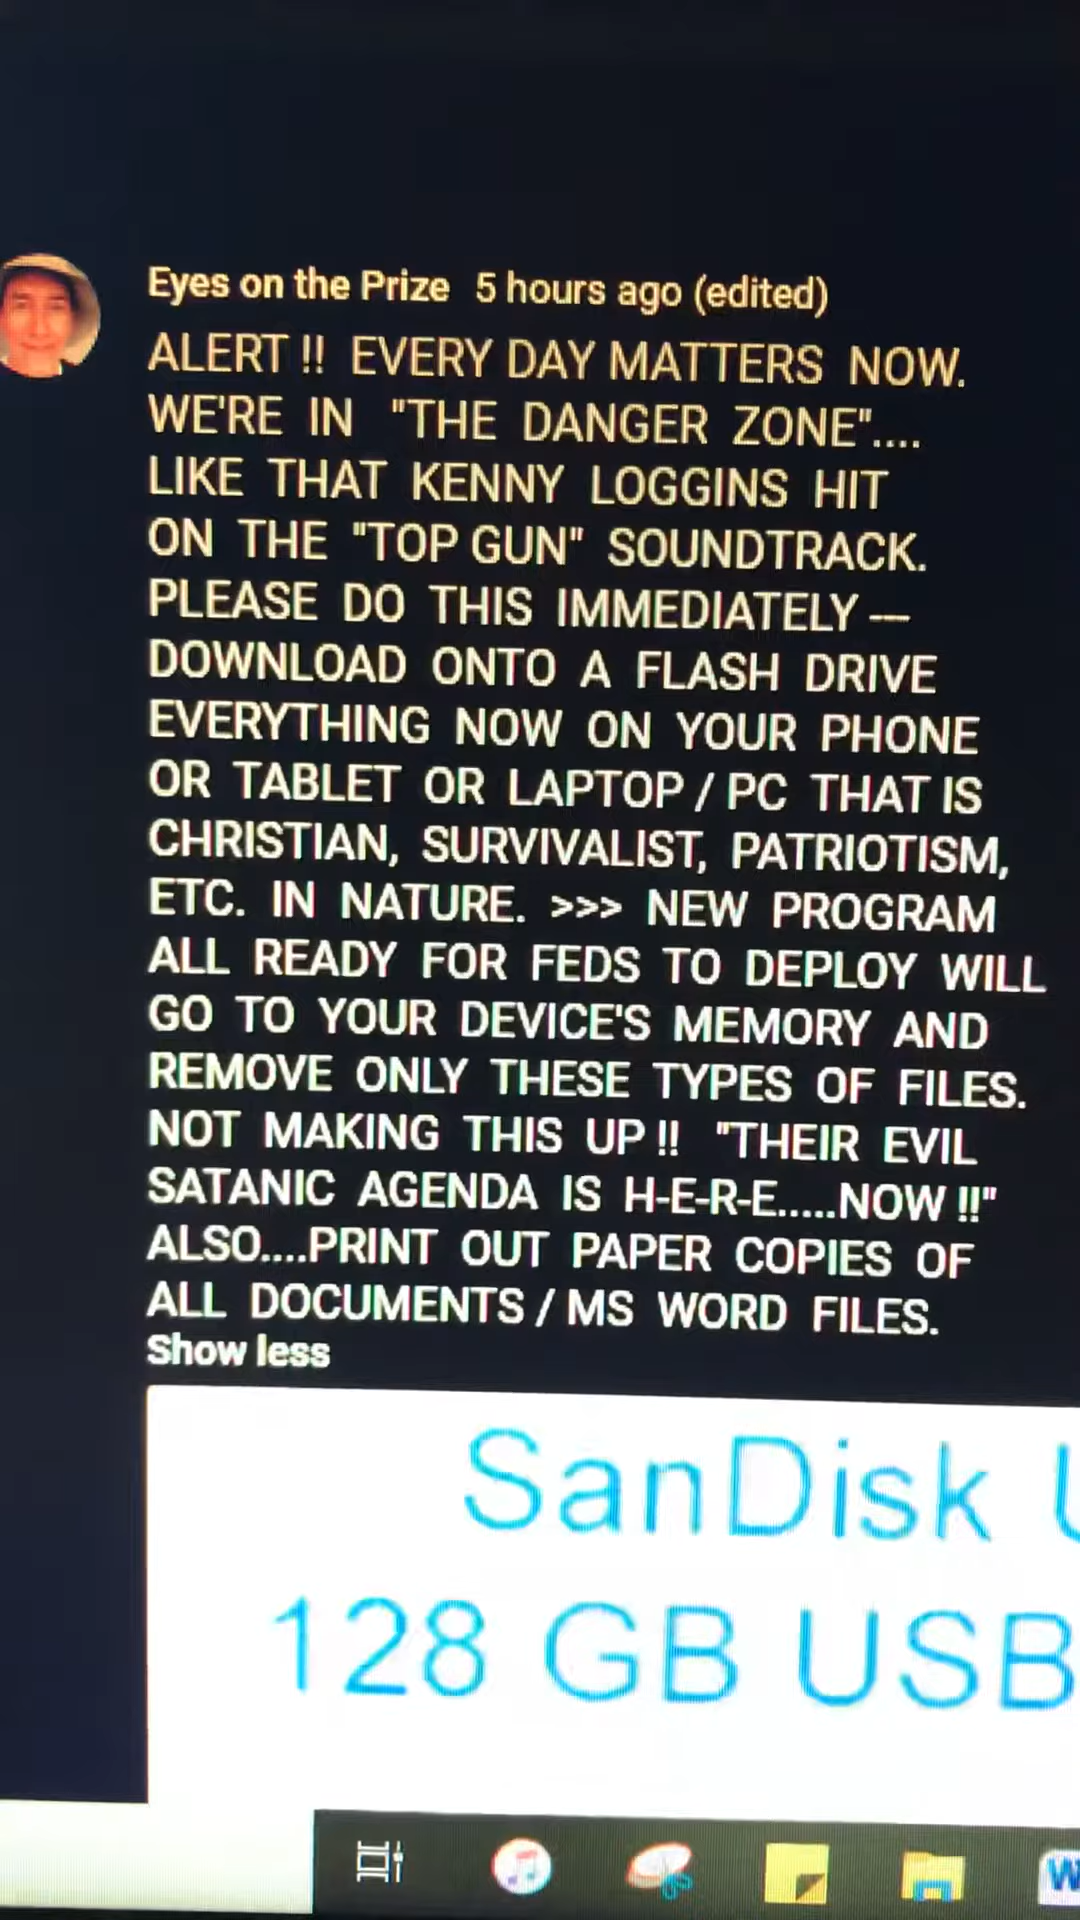 Eyes on the Prize 5 hours ago (edited)
ALERT !! EVERY DAY MATTERS NOW.
WE'RE IN "THE DANGER ZONE"....
LIKE THAT KENNY LOGGINS HIT
ON THE "TOP GUN" SOUNDTRACK.
PLEASE DO THIS IMMEDIATELY ---
DOWNLOAD ONTO A FLASH DRIVE
EVERYTHING NOW ON YOUR PHONE
OR TABLET OR LAPTOP / PC THAT IS
CHRISTIAN, SURVIVALIST, PATRIOTISM,
ETC. IN NATURE. >>> NEW PROGRAM
ALL READY FOR FEDS TO DEPLOY WILL
GO TO YOUR DEVICE'S MEMORY AND
REMOVE ONLY THESE TYPES OF FILES.
NOT MAKING THIS UP !! "THEIR EVIL
SATANIC AGENDA IS H-E-R-E.....NOW !!"
ALSO....PRINT OUT PAPER COPIES OF
ALL DOCUMENTS / MS WORD FILES.
Show less
SanDisk
128 GB USB
W